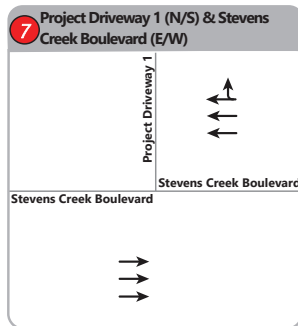 7
Project Driveway 1 (N/S) & Stevens
Creek Boulevard (E/W)
Project Driveway 1
Stevens Creek Boulevard
Stevens Creek Boulevard